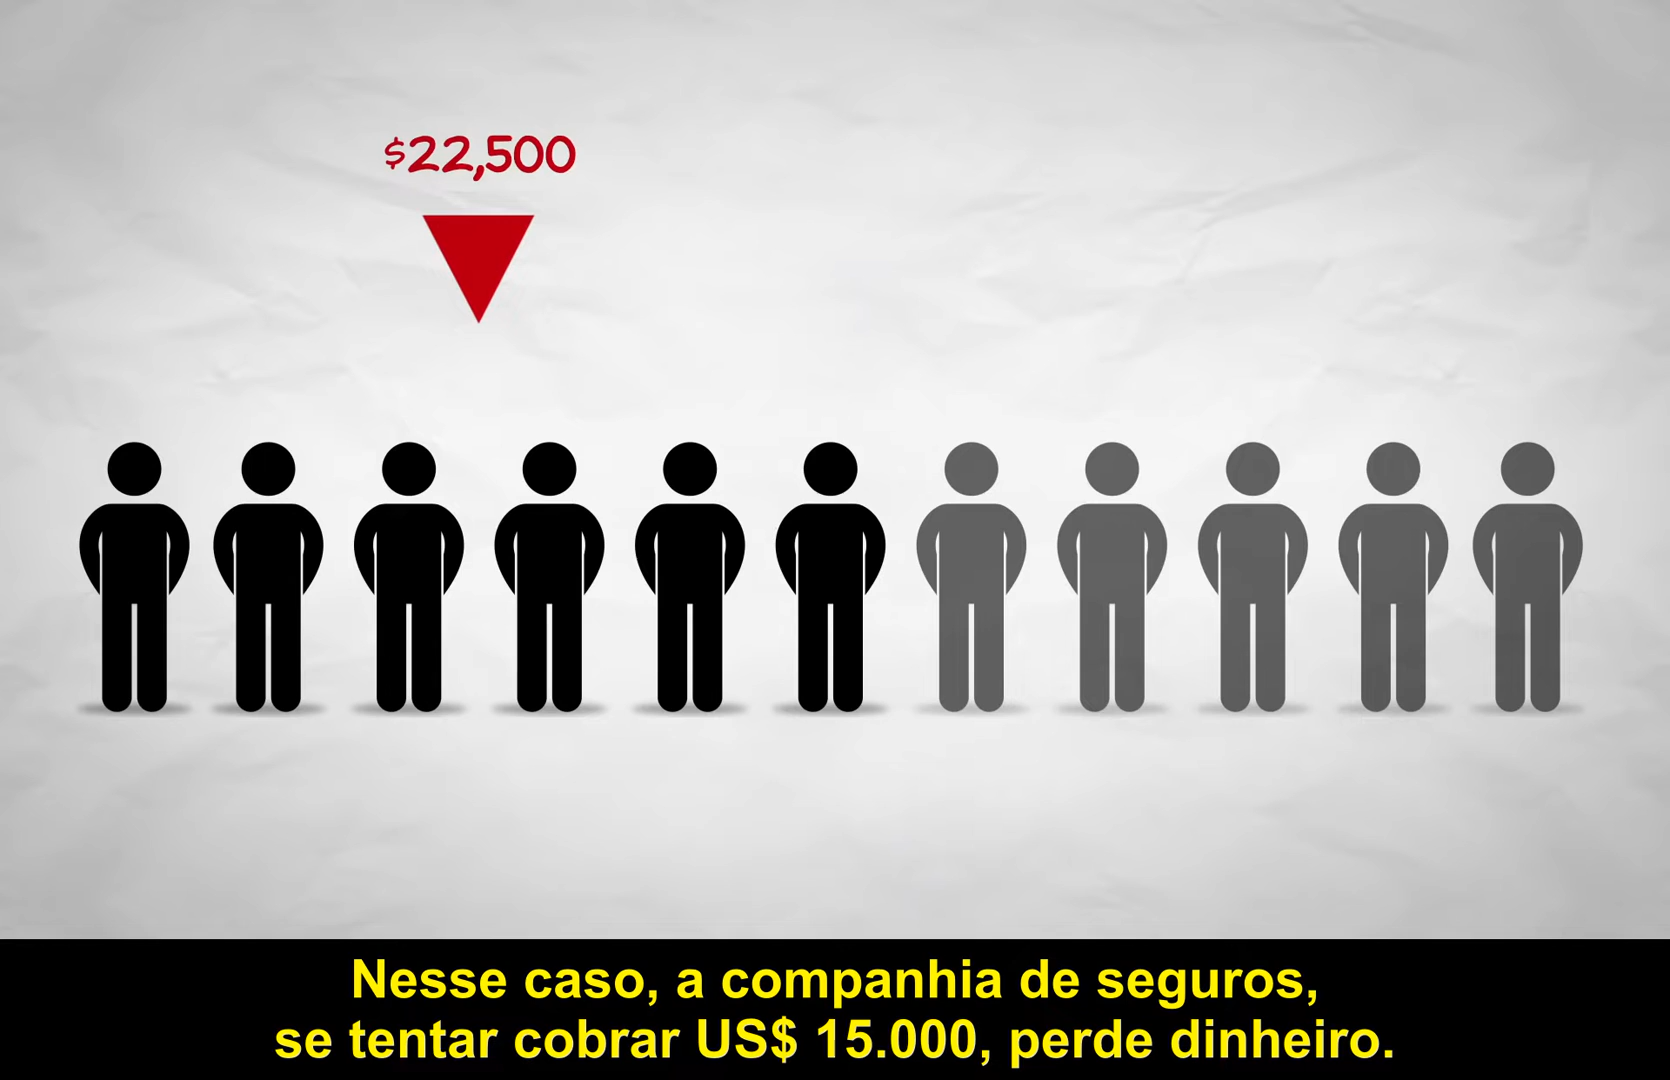 $22,500
Nesse caso, a companhia de seguros,
se tentar cobrar US$ 15.000, perde dinheiro.